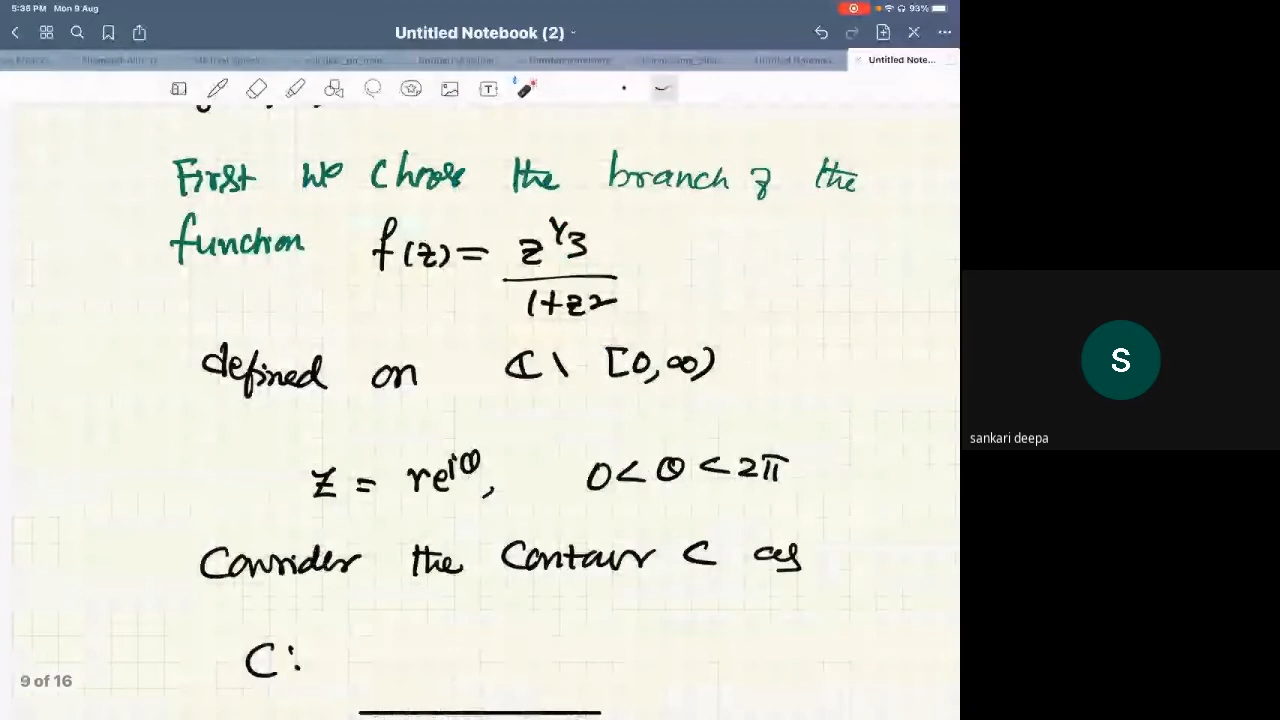 5:36 PM Mon 9 Aug
93%
Untitled Notebook (2)
Untitled Note...
First we choose the branch of the
function f(z) = z^{1/3}
1+z^2
defined on ℂ \ [0,∞)
z = re^{iθ}, 0 < θ < 2π
Consider the Contour C as
C:
9 of 16
S
sankari deepa